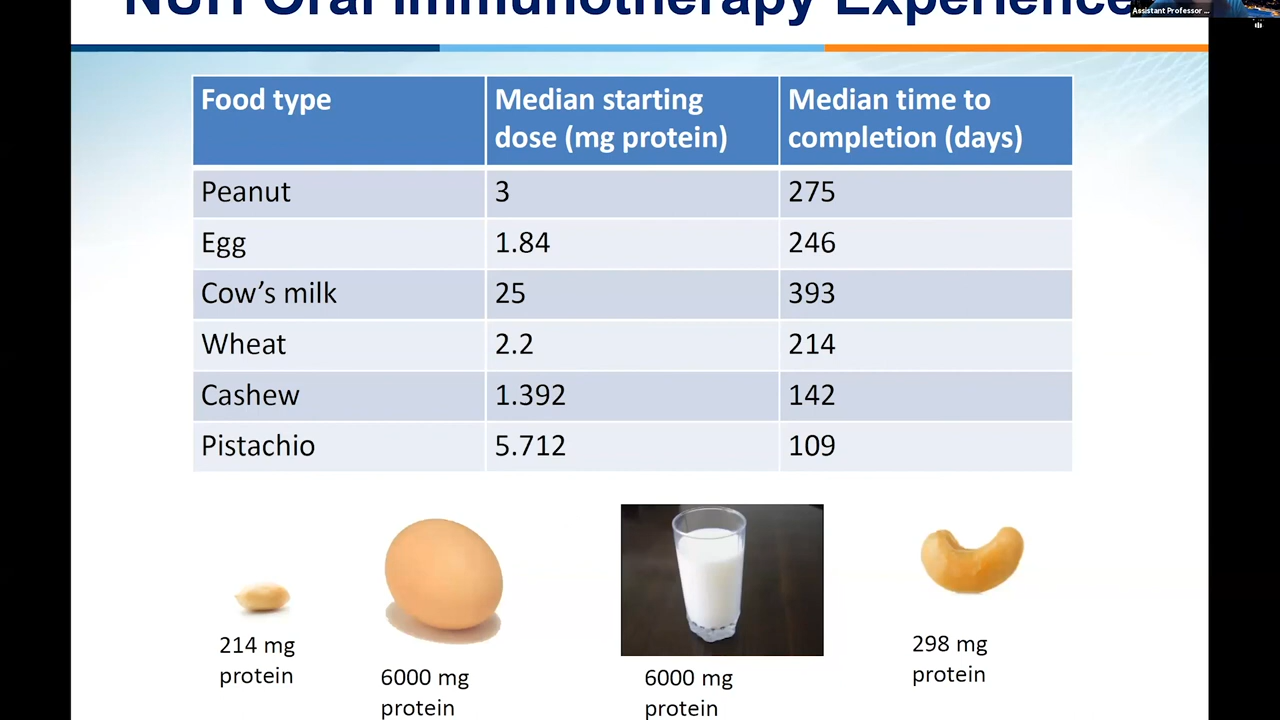 NUH Oral Immunotherapy Experience
Assistant Professor ...
Food type
Median starting
dose (mg protein)
Median time to
completion (days)
Peanut 3 275
Egg 1.84 246
Cow's milk 25 393
Wheat 2.2 214
Cashew 1.392 142
Pistachio 5.712 109
214 mg
protein
6000 mg
protein
6000 mg
protein
298 mg
protein